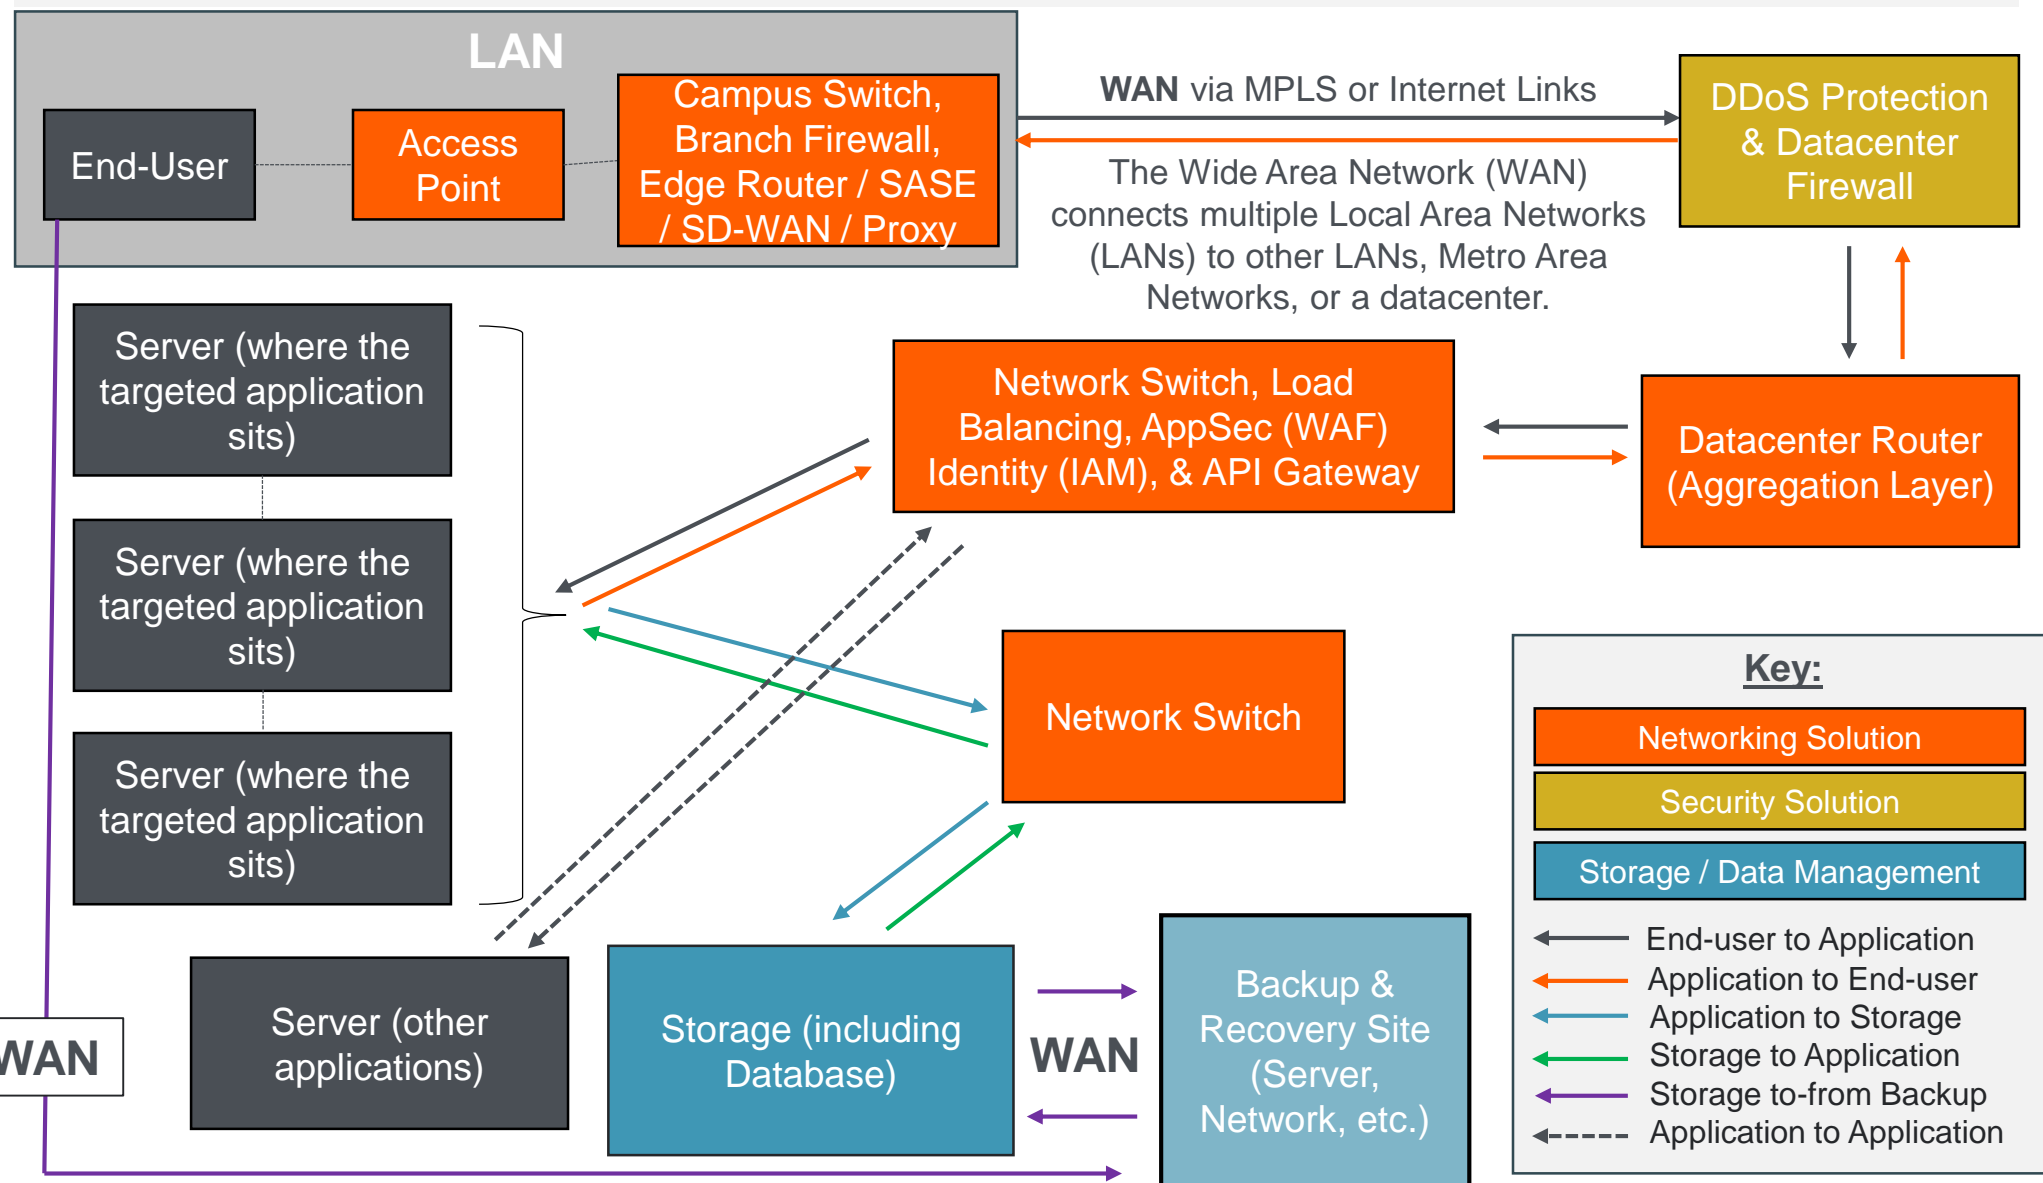 LAN
End-User
Access
Point
Campus Switch,
Branch Firewall,
Edge Router / SASE
/ SD-WAN / Proxy
WAN via MPLS or Internet Links
The Wide Area Network (WAN)
connects multiple Local Area Networks
(LANs) to other LANs, Metro Area
Networks, or a datacenter.
DDoS Protection
& Datacenter
Firewall
Server (where the
targeted application
sits)
Server (where the
targeted application
sits)
Server (where the
targeted application
sits)
Network Switch, Load
Balancing, AppSec (WAF)
Identity (IAM), & API Gateway
Datacenter Router
(Aggregation Layer)
Network Switch
Server (other
applications)
Storage (including
Database)
WAN
Backup &
Recovery Site
(Server,
Network, etc.)
WAN
Key:
Networking Solution
Security Solution
Storage / Data Management
End-user to Application
Application to End-user
Application to Storage
Storage to Application
Storage to-from Backup
Application to Application